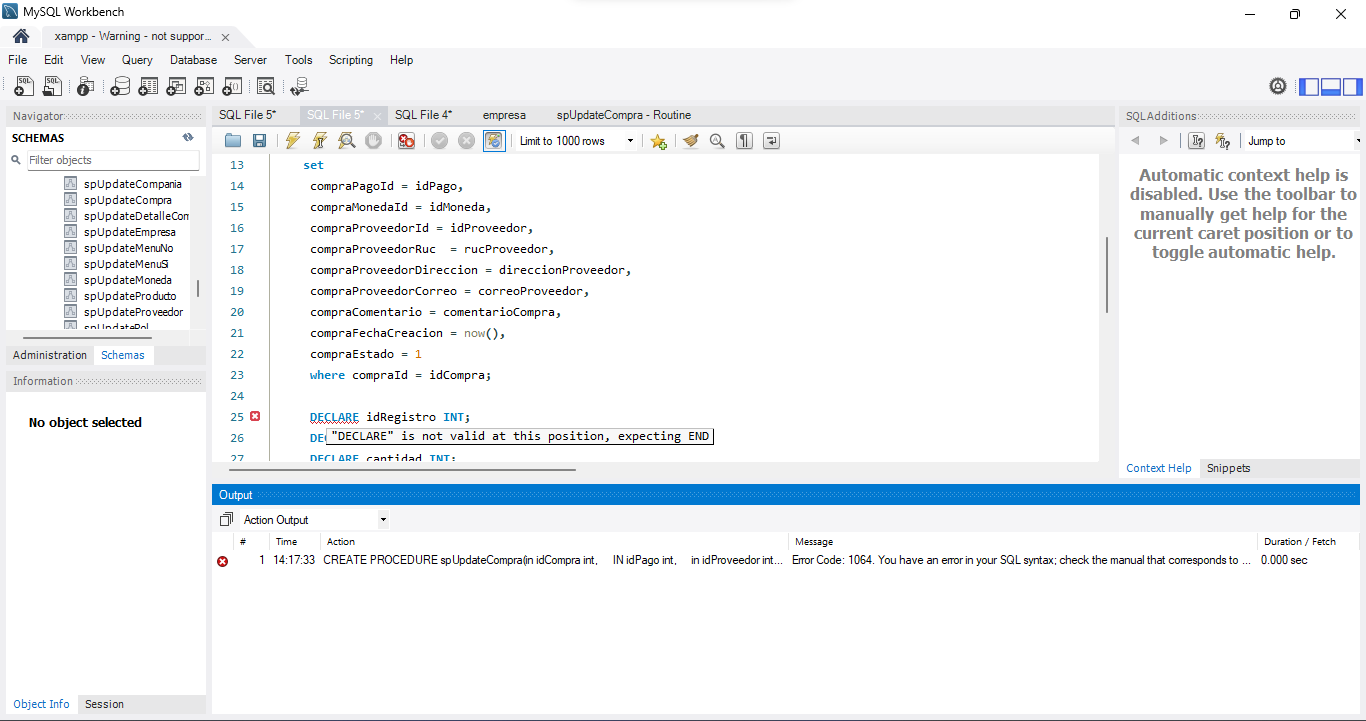 MySQL Workbench
xampp - Warning - not suppor...
File Edit View Query Database Server Tools Scripting Help
Navigator
SCHEMAS
Filter objects
spUpdateCompania
spUpdateCompra
spUpdateDetalleCom
spUpdateEmpresa
spUpdateMenuNo
spUpdateMenuSi
spUpdateMoneda
spUpdateProducto
spUpdateProveedor
spUpdateRol
Administration Schemas
Information
No object selected
Object Info Session
SQL File 5* SQL File 5* SQL File 4* empresa spUpdateCompra - Routine
Limit to 1000 rows
13 set
14 compraPagoId = idPago,
15 compraMonedaId = idMoneda,
16 compraProveedorId = idProveedor,
17 compraProveedorRuc  = rucProveedor,
18 compraProveedorDireccion = direccionProveedor,
19 compraProveedorCorreo = correoProveedor,
20 compraComentario = comentarioCompra,
21 compraFechaCreacion = now(),
22 compraEstado = 1
23 where compraId = idCompra;
24
25 DECLARE idRegistro INT;
26 DE
"DECLARE" is not valid at this position, expecting END
27 DECLARE cantidad INT;
SQLAdditions
Jump to
Automatic context help is
disabled. Use the toolbar to
manually get help for the
current caret position or to
toggle automatic help.
Context Help Snippets
Output
Action Output
# Time Action Message Duration / Fetch
1 14:17:33 CREATE PROCEDURE spUpdateCompra(in idCompra int, IN idPago int, in idProveedor int... Error Code: 1064. You have an error in your SQL syntax; check the manual that corresponds to ... 0.000 sec